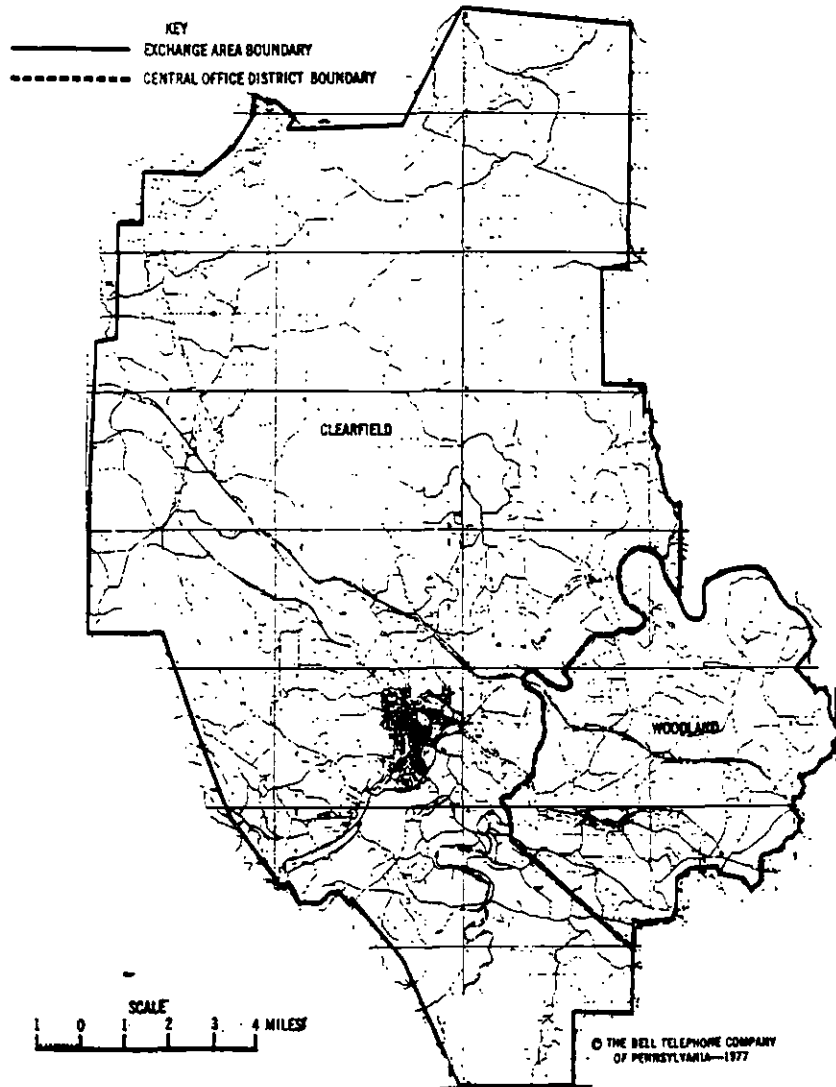 KEY
EXCHANGE AREA BOUNDARY
CENTRAL OFFICE DISTRICT BOUNDARY
CLEARFIELD
WOODLAND
SCALE
1 0 1 2 3 4 MILES
© THE BELL TELEPHONE COMPANY
OF PENNSYLVANIA—1977